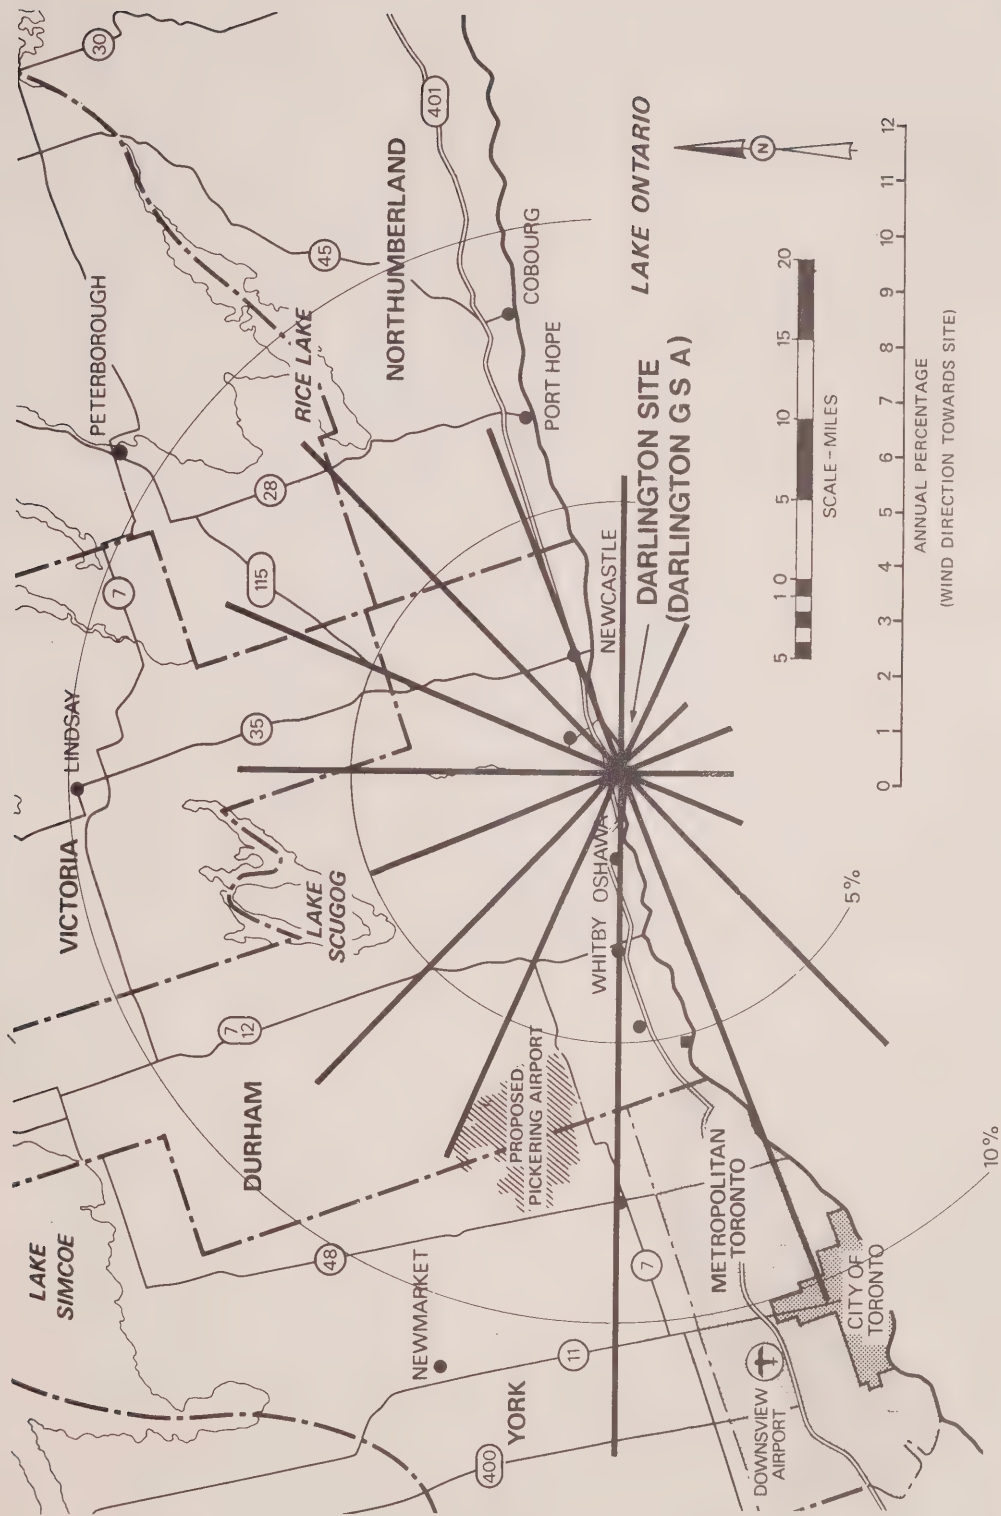 30
401
PETERBOROUGH
NORTHUMBERLAND
45
LAKE ONTARIO
N
COBOURG
RICE LAKE
PORT HOPE
28
7
115
LINDSAY
35
NEWCASTLE
DARLINGTON SITE
(DARLINGTON G S A)
VICTORIA
LAKE
SCUGOG
OSHAWA
WHITBY
7
12
DURHAM
PROPOSED
PICKERING AIRPORT
5%
10%
LAKE
SIMCOE
48
NEWMARKET
METROPOLITAN
TORONTO
7
CITY OF
TORONTO
11
YORK
400
DOWNSVIEW
AIRPORT
5 1 0 5 10 15 20
SCALE – MILES
0 1 2 3 4 5 6 7 8 9 10 11 12
ANNUAL PERCENTAGE
(WIND DIRECTION TOWARDS SITE)